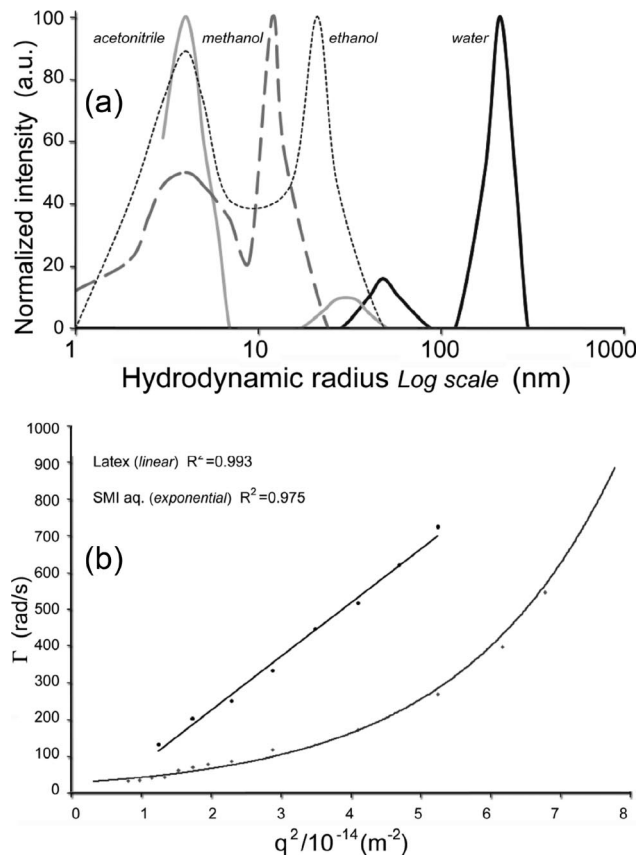 100
80
60
40
20
0
Normalized intensity (a.u.)
(a)
acetonitrile
methanol
ethanol
water
1
10
100
1000
Hydrodynamic radius Log scale (nm)
1000
900
800
700
600
500
400
300
200
100
0
Γ (rad/s)
Latex (linear) R²=0.993
SMI aq. (exponential) R²=0.975
(b)
0
1
2
3
4
5
6
7
8
q²/10⁻¹⁴(m⁻²)